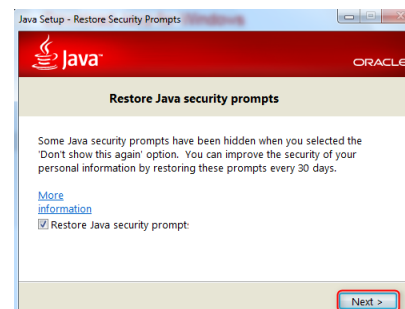 Java Setup - Restore Security Prompts
Java
ORACLE
Restore Java security prompts
Some Java security prompts have been hidden when you selected the
'Don't show this again' option. You can improve the security of your
personal information by restoring these prompts every 30 days.
More
information
Restore Java security prompt
Next >